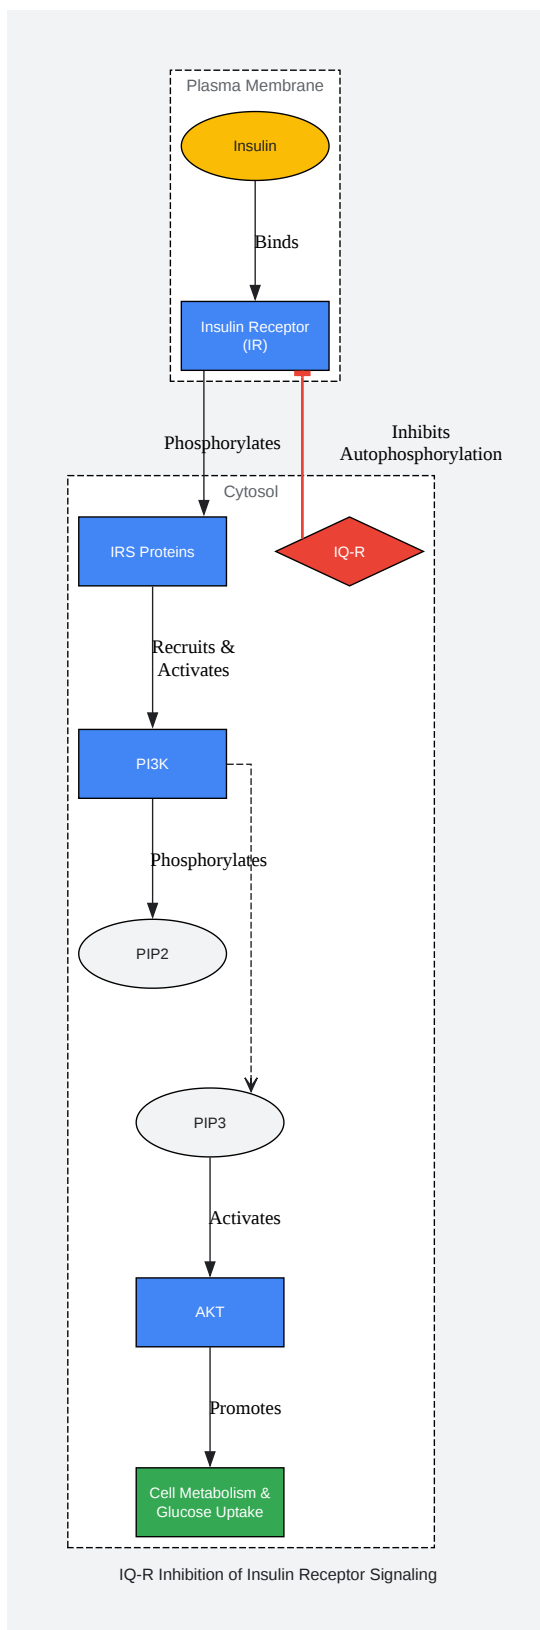 Plasma Membrane
Insulin
Binds
Insulin Receptor
(IR)
Inhibits
Autophosphorylation
Phosphorylates
Cytosol
IRS Proteins
IQ-R
Recruits &
Activates
PI3K
Phosphorylates
PIP2
PIP3
Activates
AKT
Promotes
Cell Metabolism &
Glucose Uptake
IQ-R Inhibition of Insulin Receptor Signaling